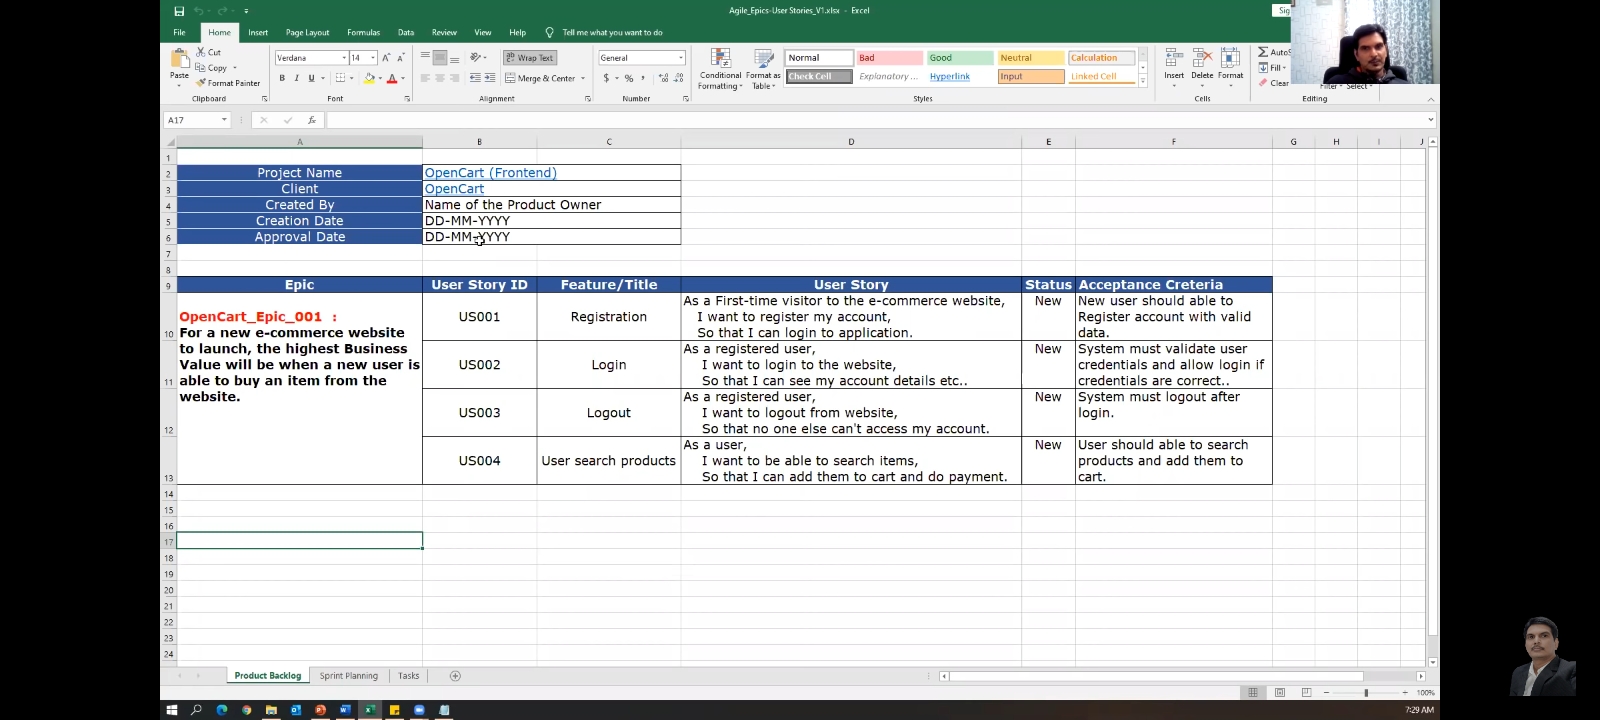 Agile_Epics-User Stories_V1.xlsx - Excel
File Home Insert Page Layout Formulas Data Review View Help Tell me what you want to do
Cut
Copy
Format Painter
Paste
Clipboard
Verdana 14
Font
Wrap Text
Merge & Center
Alignment
General
Number
Conditional Formatting
Format as Table
Normal Bad Good Neutral Calculation
Check Cell Explanatory ... Hyperlink Input Linked Cell
Styles
Insert Delete Format
Cells
Fill
Clear
Editing
A17
A B C D E F G H I J
1
2 Project Name OpenCart (Frontend)
3 Client OpenCart
4 Created By Name of the Product Owner
5 Creation Date DD-MM-YYYY
6 Approval Date DD-MM-YYYY
7
8
9 Epic User Story ID Feature/Title User Story Status Acceptance Creteria
OpenCart_Epic_001 :
For a new e-commerce website
to launch, the highest Business
Value will be when a new user is
able to buy an item from the
website.
10 US001 Registration
As a First-time visitor to the e-commerce website,
I want to register my account,
So that I can login to application.
New
New user should able to
Register account with valid
data.
11 US002 Login
As a registered user,
I want to login to the website,
So that I can see my account details etc..
New
System must validate user
credentials and allow login if
credentials are correct..
12 US003 Logout
As a registered user,
I want to logout from website,
So that no one else can't access my account.
New
System must logout after
login.
13 US004 User search products
As a user,
I want to be able to search items,
So that I can add them to cart and do payment.
New
User should able to search
products and add them to
cart.
14
15
16
17
18
19
20
21
22
23
24
Product Backlog Sprint Planning Tasks
100%
7:29 AM